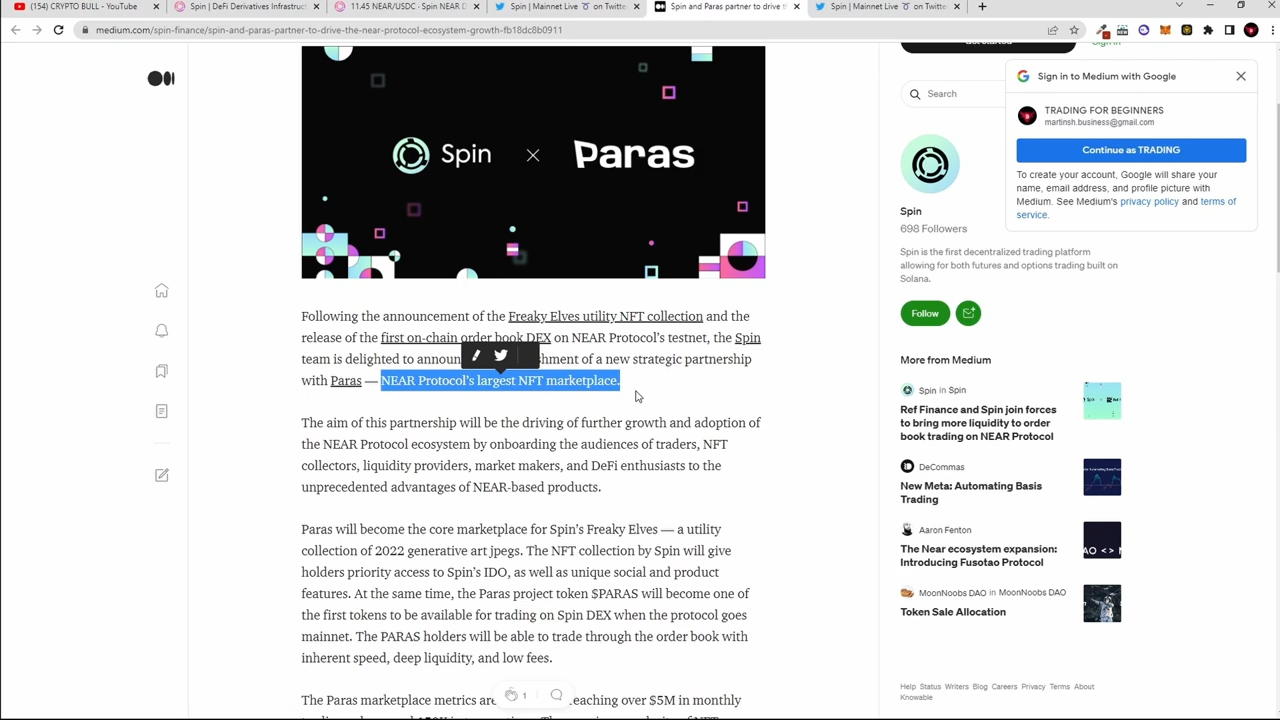 (154) CRYPTO BULL - YouTube
Spin | DeFi Derivatives Infrastruct
11.45 NEAR/USDC · Spin NEAR D
Spin | Mainnet Live on Twitter
Spin and Paras partner to drive th
Spin | Mainnet Live on Twitter
medium.com/spin-finance/spin-and-paras-partner-to-drive-the-near-protocol-ecosystem-growth-fb18dc8b0911
Sign in
Spin
Paras
Following the announcement of the Freaky Elves utility NFT collection and the
release of the first on-chain order book DEX on NEAR Protocol's testnet, the Spin
team is delighted to announ shment of a new strategic partnership
with Paras — NEAR Protocol's largest NFT marketplace.
The aim of this partnership will be the driving of further growth and adoption of
the NEAR Protocol ecosystem by onboarding the audiences of traders, NFT
collectors, liquidity providers, market makers, and DeFi enthusiasts to the
unprecedented advantages of NEAR-based products.
Paras will become the core marketplace for Spin's Freaky Elves — a utility
collection of 2022 generative art jpegs. The NFT collection by Spin will give
holders priority access to Spin's IDO, as well as unique social and product
features. At the same time, the Paras project token $PARAS will become one of
the first tokens to be available for trading on Spin DEX when the protocol goes
mainnet. The PARAS holders will be able to trade through the order book with
inherent speed, deep liquidity, and low fees.
The Paras marketplace metrics are eaching over $5M in monthly
1
Search
Sign in to Medium with Google
TRADING FOR BEGINNERS
martinsh.business@gmail.com
Continue as TRADING
To create your account, Google will share your
name, email address, and profile picture with
Medium. See Medium's privacy policy and terms of
service.
Spin
698 Followers
Spin is the first decentralized trading platform
allowing for both futures and options trading built on
Solana.
Follow
More from Medium
Spin in Spin
Ref Finance and Spin join forces
to bring more liquidity to order
book trading on NEAR Protocol
DeCommas
New Meta: Automating Basis
Trading
Aaron Fenton
The Near ecosystem expansion:
Introducing Fusotao Protocol
MoonNoobs DAO in MoonNoobs DAO
Token Sale Allocation
Help Status Writers Blog Careers Privacy Terms About
Knowable